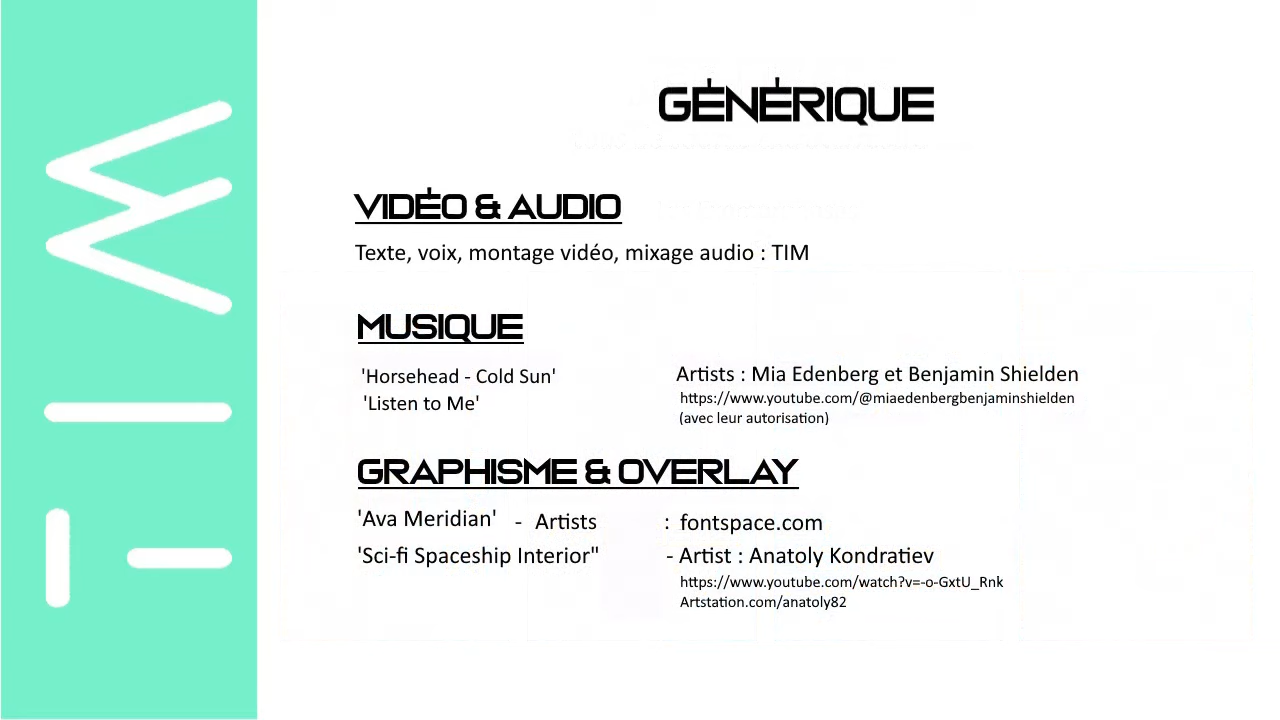 TIM
GÉNÉRIQUE
VIDÉO & AUDIO
Texte, voix, montage vidéo, mixage audio : TIM
MUSIQUE
'Horsehead - Cold Sun'
'Listen to Me'
Artists : Mia Edenberg et Benjamin Shielden
https://www.youtube.com/@miaedenbergbenjaminshielden
(avec leur autorisation)
GRAPHISME & OVERLAY
'Ava Meridian' - Artists : fontspace.com
'Sci-fi Spaceship Interior" - Artist : Anatoly Kondratiev
https://www.youtube.com/watch?v=-o-GxtU_Rnk
Artstation.com/anatoly82